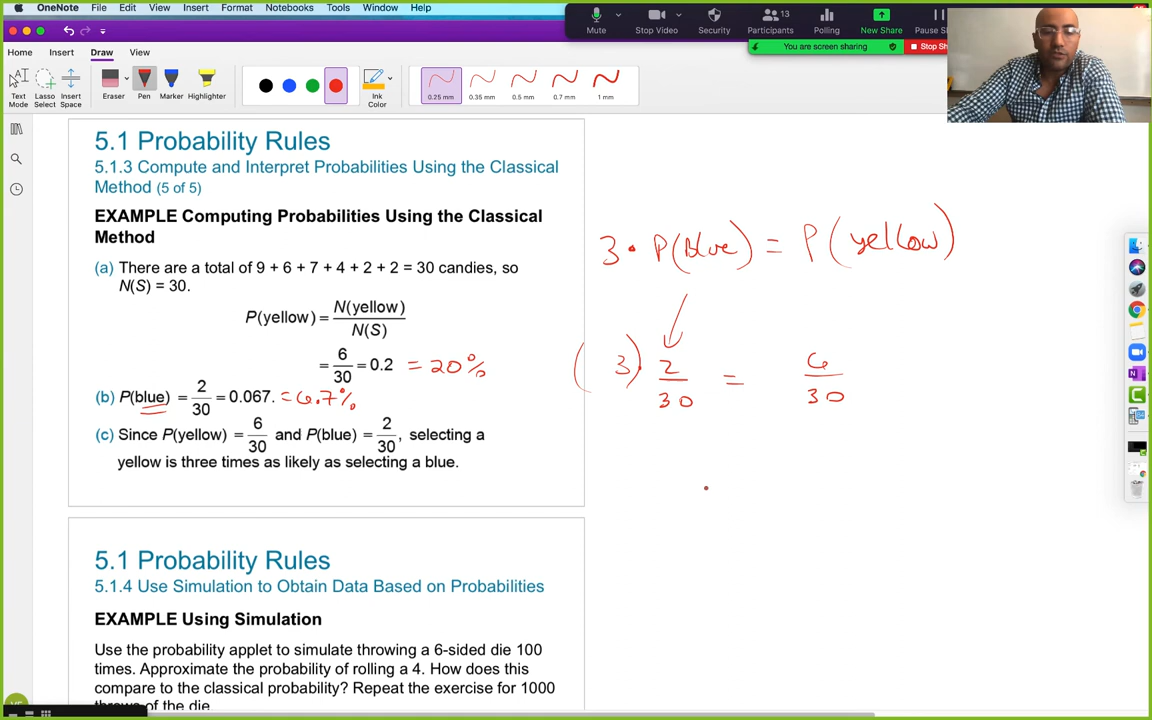 OneNote File Edit View Insert Format Notebooks Tools Window Help
Mute Stop Video Security Participants 13 Polling New Share
You are screen sharing
Home Insert Draw View
Text Mode Lasso Select Insert Space Eraser Pen Marker Highlighter Ink Color 0.25 mm 0.35 mm 0.5 mm 0.7 mm 1 mm
5.1 Probability Rules
5.1.3 Compute and Interpret Probabilities Using the Classical
Method (5 of 5)
EXAMPLE Computing Probabilities Using the Classical
Method
(a) There are a total of 9 + 6 + 7 + 4 + 2 + 2 = 30 candies, so
N(S) = 30.
P(yellow) = N(yellow) / N(S)
= 6/30 = 0.2 = 20%
(b) P(blue) = 2/30 = 0.067. = 6.7%
(c) Since P(yellow) = 6/30 and P(blue) = 2/30, selecting a
yellow is three times as likely as selecting a blue.
3 · P(Blue) = P(yellow)
(3) · 2/30 = 6/30
5.1 Probability Rules
5.1.4 Use Simulation to Obtain Data Based on Probabilities
EXAMPLE Using Simulation
Use the probability applet to simulate throwing a 6-sided die 100
times. Approximate the probability of rolling a 4. How does this
compare to the classical probability? Repeat the exercise for 1000
throws of the die.